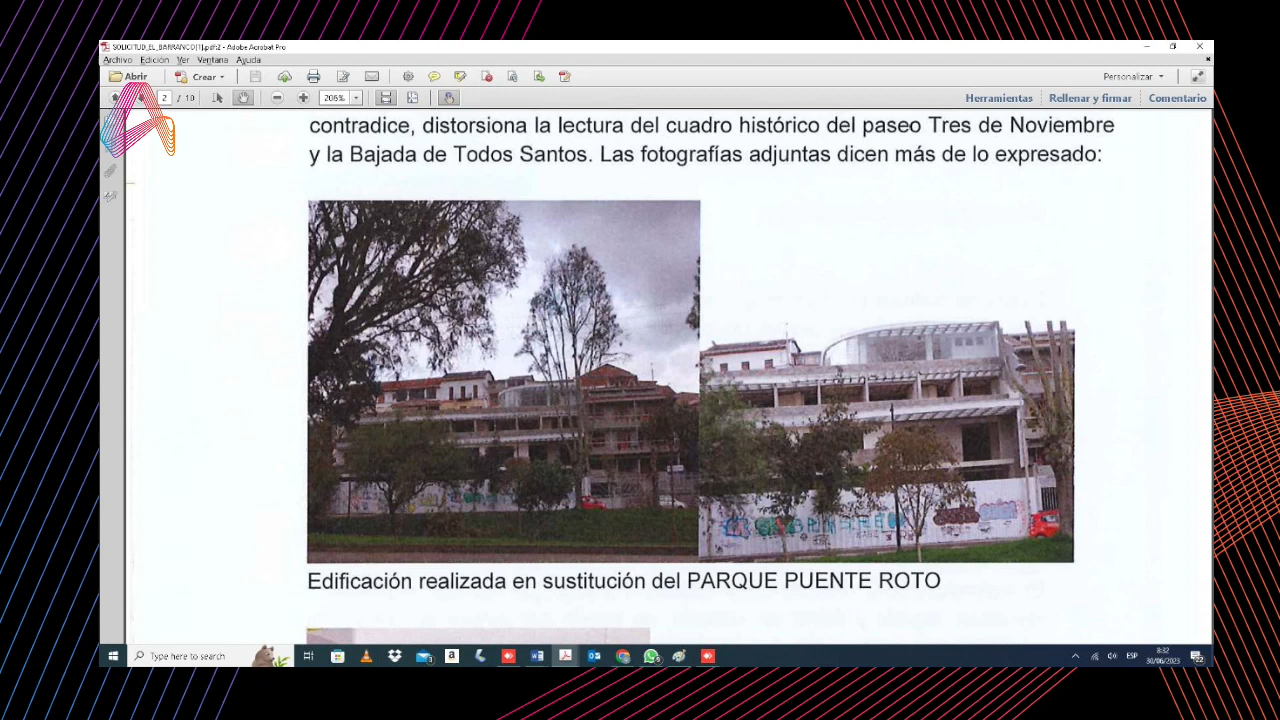 SOLICITUD_EL_BARRANCO[1].pdf:2 - Adobe Acrobat Pro
Archivo Edición Ver Ventana Ayuda
Abrir Crear Personalizar
2 / 10 206% Herramientas Rellenar y firmar Comentario
contradice, distorsiona la lectura del cuadro histórico del paseo Tres de Noviembre
y la Bajada de Todos Santos. Las fotografías adjuntas dicen más de lo expresado:
Edificación realizada en sustitución del PARQUE PUENTE ROTO
Type here to search
ESP
8:32
30/06/2023
22